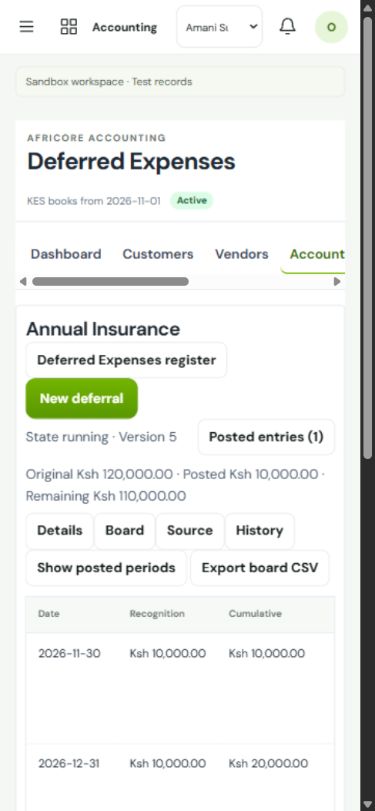 Accounting
Amani
O
Sandbox workspace · Test records
AFRICORE ACCOUNTING
Deferred Expenses
KES books from 2026-11-01 Active
Dashboard Customers Vendors Account
Annual Insurance
Deferred Expenses register
New deferral
State running · Version 5 Posted entries (1)
Original Ksh 120,000.00 · Posted Ksh 10,000.00 ·
Remaining Ksh 110,000.00
Details Board Source History
Show posted periods Export board CSV
Date Recognition Cumulative
2026-11-30 Ksh 10,000.00 Ksh 10,000.00
2026-12-31 Ksh 10,000.00 Ksh 20,000.00